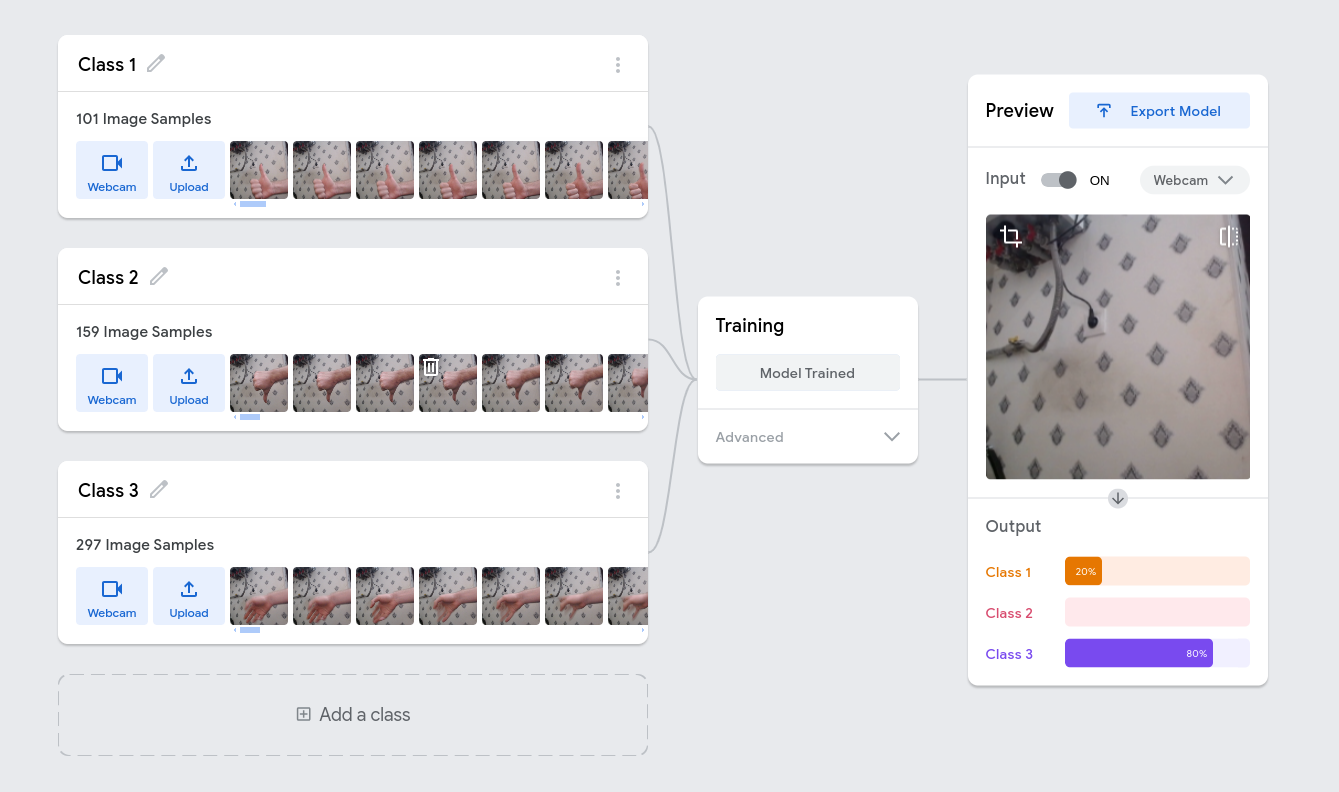 Class 1
101 Image Samples
Webcam
Upload
Class 2
159 Image Samples
Webcam
Upload
Class 3
297 Image Samples
Webcam
Upload
Add a class
Training
Model Trained
Advanced
Preview
Export Model
Input
ON
Webcam
Output
Class 1
20%
Class 2
Class 3
80%